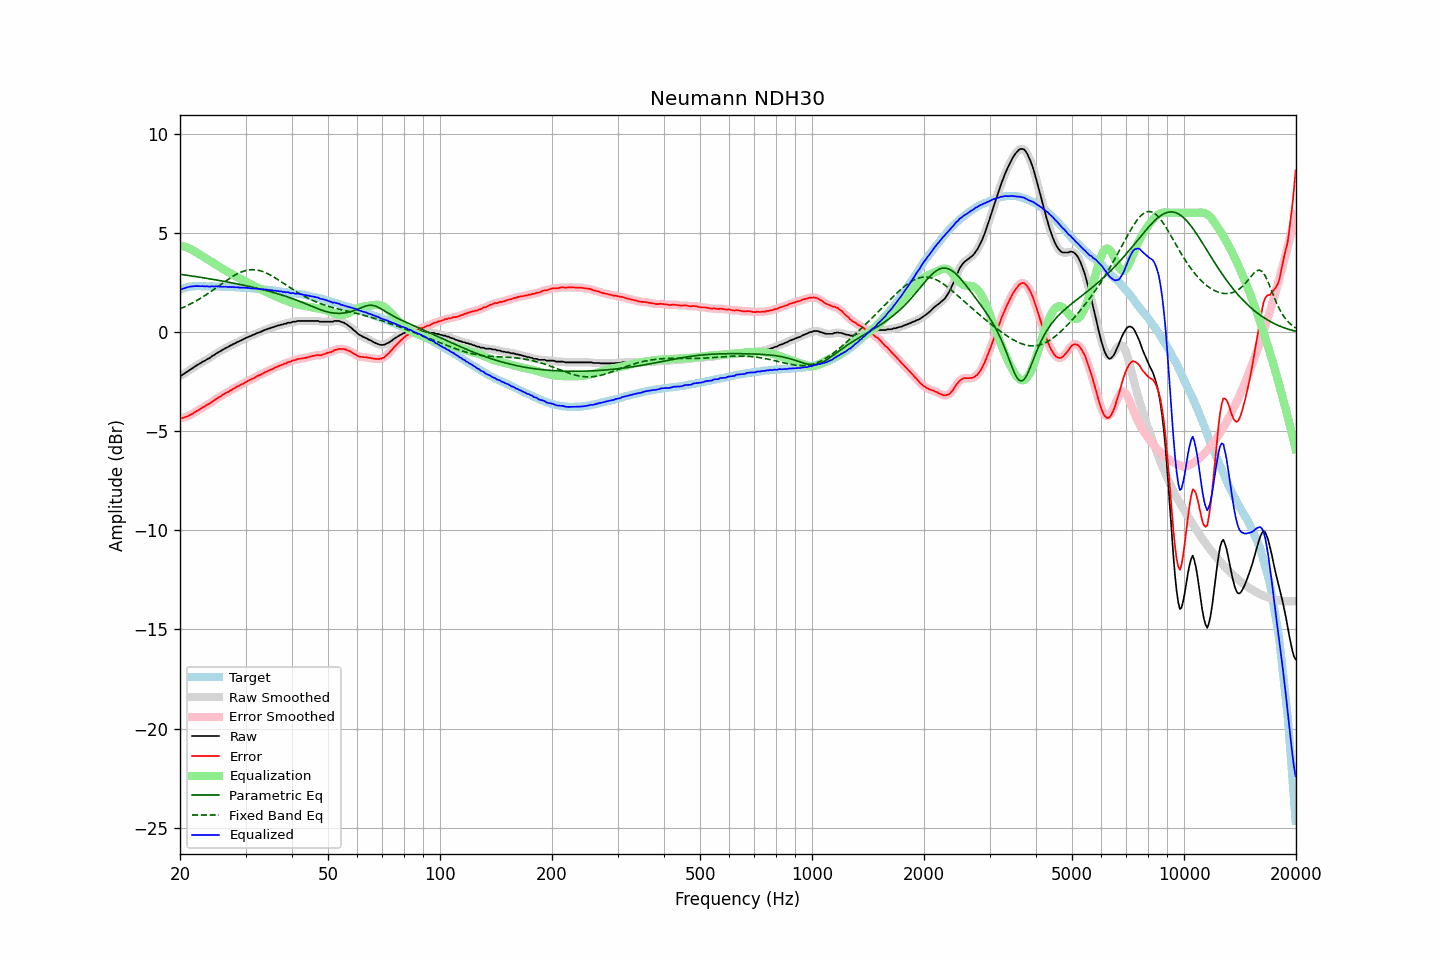 Neumann NDH30
10
5
0
−5
−10
−15
−20
−25
Amplitude (dBr)
Target
Raw Smoothed
Error Smoothed
Raw
Error
Equalization
Parametric Eq
Fixed Band Eq
Equalized
20 50 100 200 500 1000 2000 5000 10000 20000
Frequency (Hz)